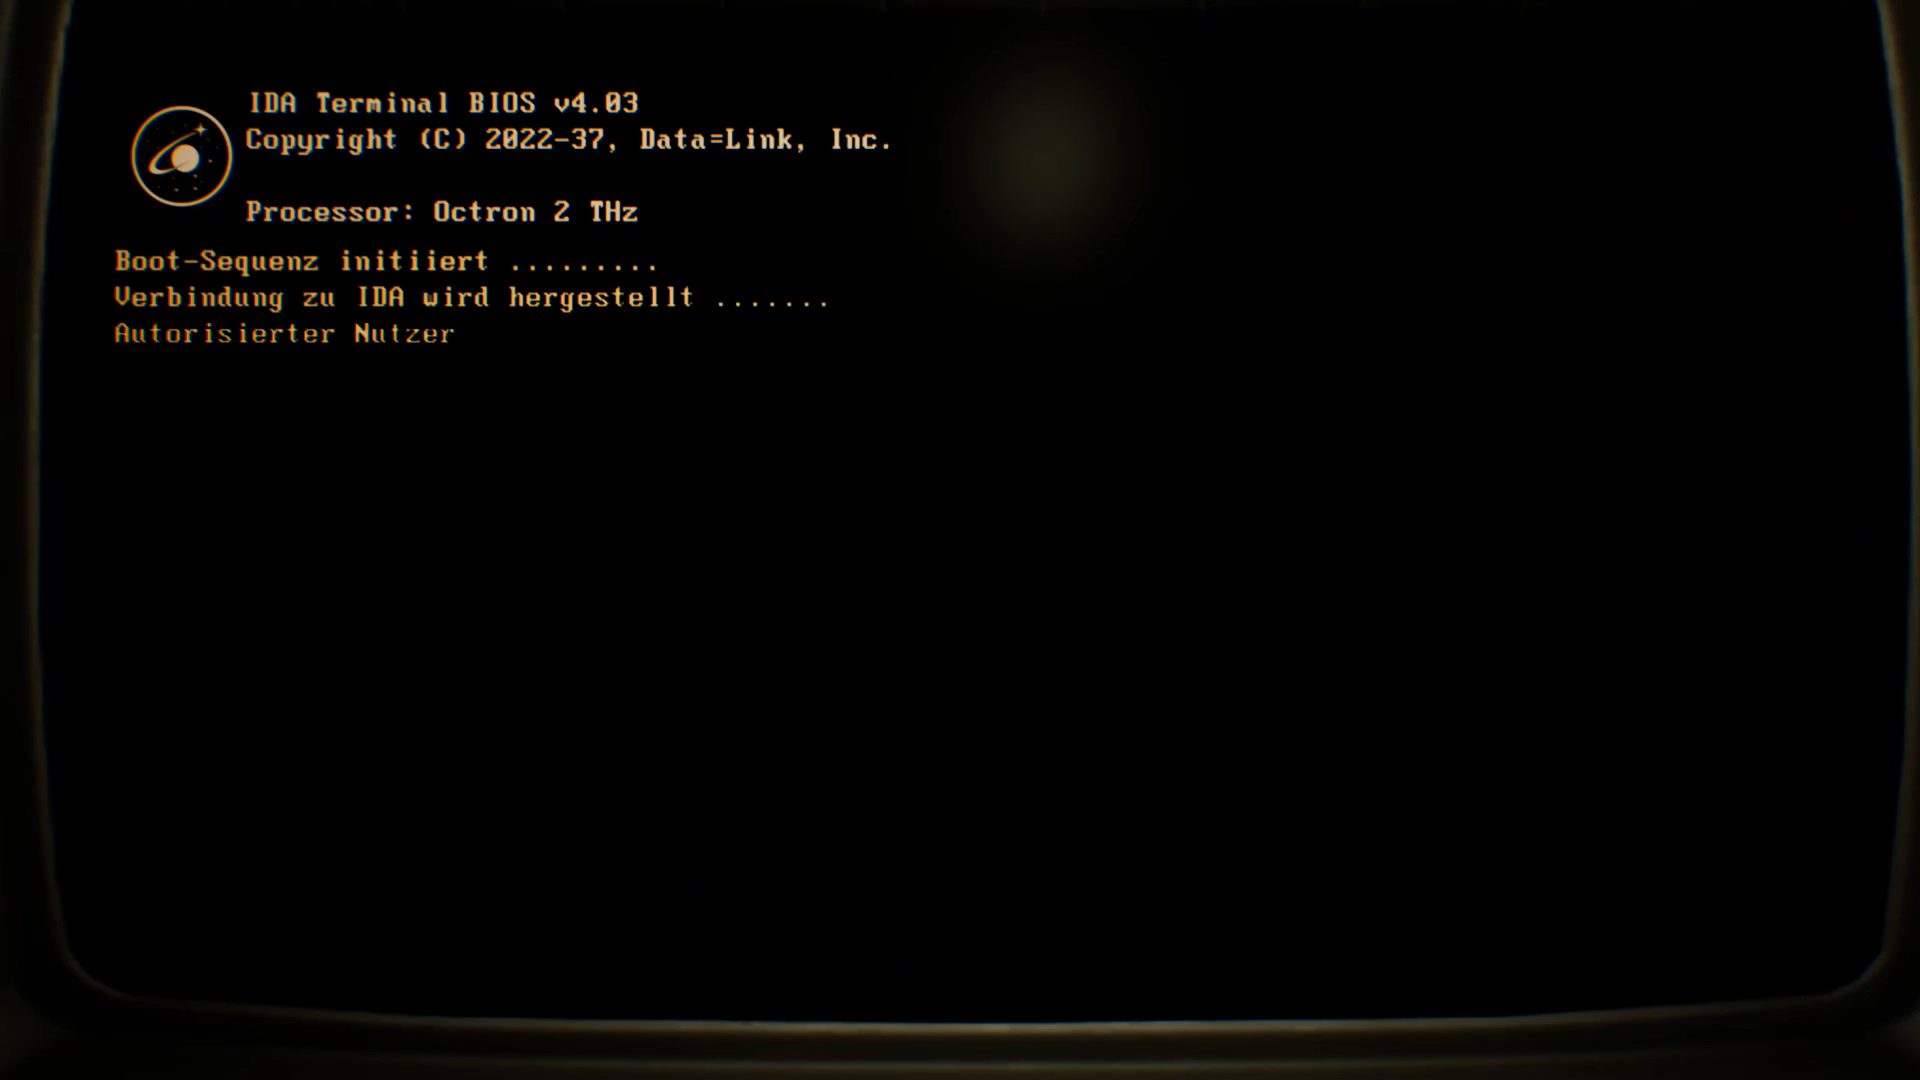 IDA Terminal BIOS v4.03
Copyright (C) 2022-37, Data=Link, Inc.
Processor: Octron 2 THz
Boot-Sequenz initiiert .........
Verbindung zu IDA wird hergestellt .......
Autorisierter Nutzer